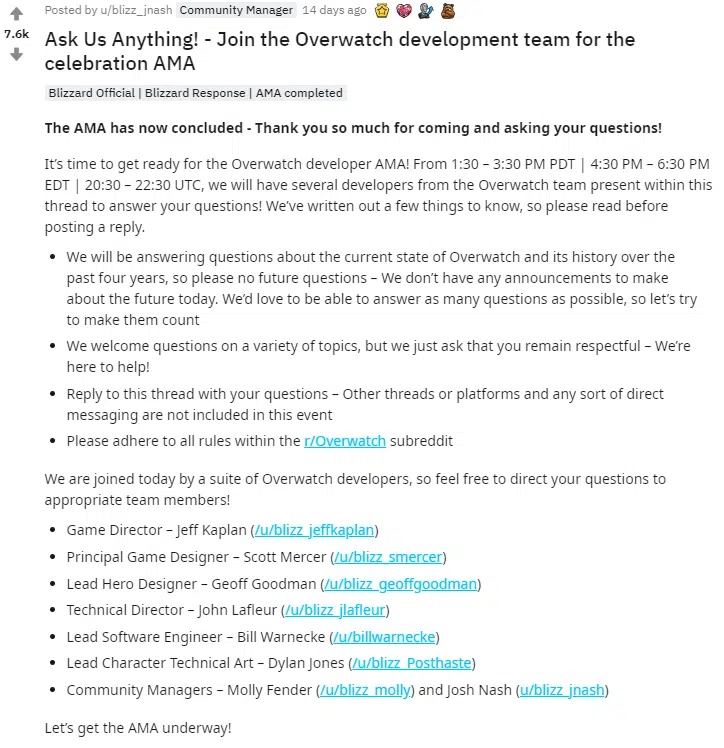 Posted by u/blizz_jnash Community Manager 14 days ago
7.6k
Ask Us Anything! - Join the Overwatch development team for the
celebration AMA
Blizzard Official | Blizzard Response | AMA completed
The AMA has now concluded - Thank you so much for coming and asking your questions!
It's time to get ready for the Overwatch developer AMA! From 1:30 – 3:30 PM PDT | 4:30 PM – 6:30 PM
EDT | 20:30 – 22:30 UTC, we will have several developers from the Overwatch team present within this
thread to answer your questions! We've written out a few things to know, so please read before
posting a reply.
• We will be answering questions about the current state of Overwatch and its history over the
past four years, so please no future questions – We don't have any announcements to make
about the future today. We'd love to be able to answer as many questions as possible, so let's try
to make them count
• We welcome questions on a variety of topics, but we just ask that you remain respectful – We're
here to help!
• Reply to this thread with your questions – Other threads or platforms and any sort of direct
messaging are not included in this event
• Please adhere to all rules within the r/Overwatch subreddit
We are joined today by a suite of Overwatch developers, so feel free to direct your questions to
appropriate team members!
• Game Director – Jeff Kaplan (/u/blizz_jeffkaplan)
• Principal Game Designer – Scott Mercer (/u/blizz_smercer)
• Lead Hero Designer – Geoff Goodman (/u/blizz_geoffgoodman)
• Technical Director – John Lafleur (/u/blizz_jlafleur)
• Lead Software Engineer – Bill Warnecke (/u/billwarnecke)
• Lead Character Technical Art – Dylan Jones (/u/blizz_Posthaste)
• Community Managers – Molly Fender (/u/blizz_molly) and Josh Nash (u/blizz_jnash)
Let's get the AMA underway!